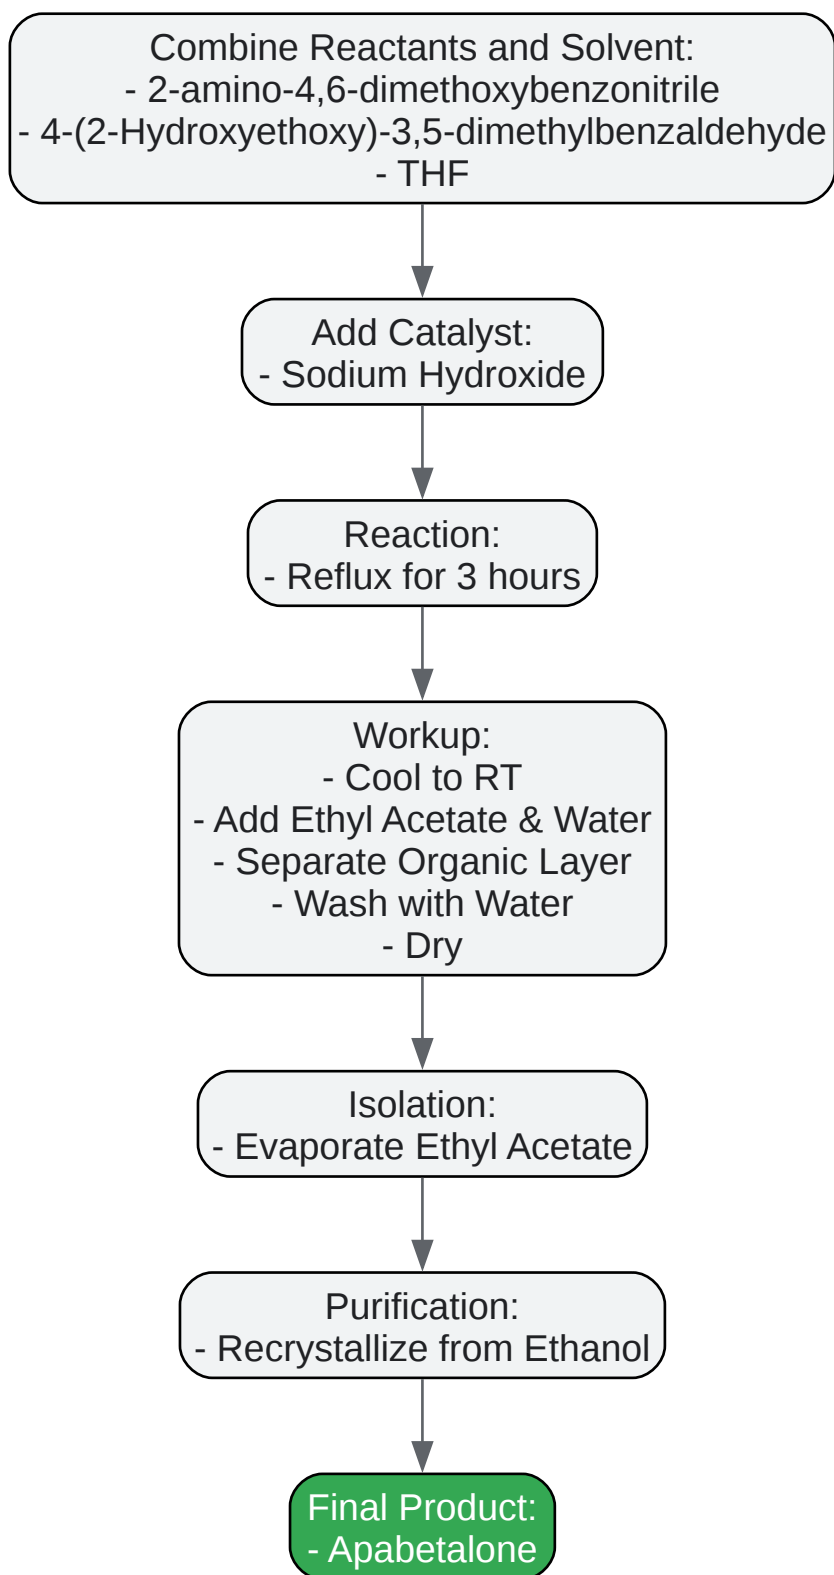 Combine Reactants and Solvent:
- 2-amino-4,6-dimethoxybenzonitrile
- 4-(2-Hydroxyethoxy)-3,5-dimethylbenzaldehyde
- THF
Add Catalyst:
- Sodium Hydroxide
Reaction:
- Reflux for 3 hours
Workup:
- Cool to RT
- Add Ethyl Acetate & Water
- Separate Organic Layer
- Wash with Water
- Dry
Isolation:
- Evaporate Ethyl Acetate
Purification:
- Recrystallize from Ethanol
Final Product:
- Apabetalone